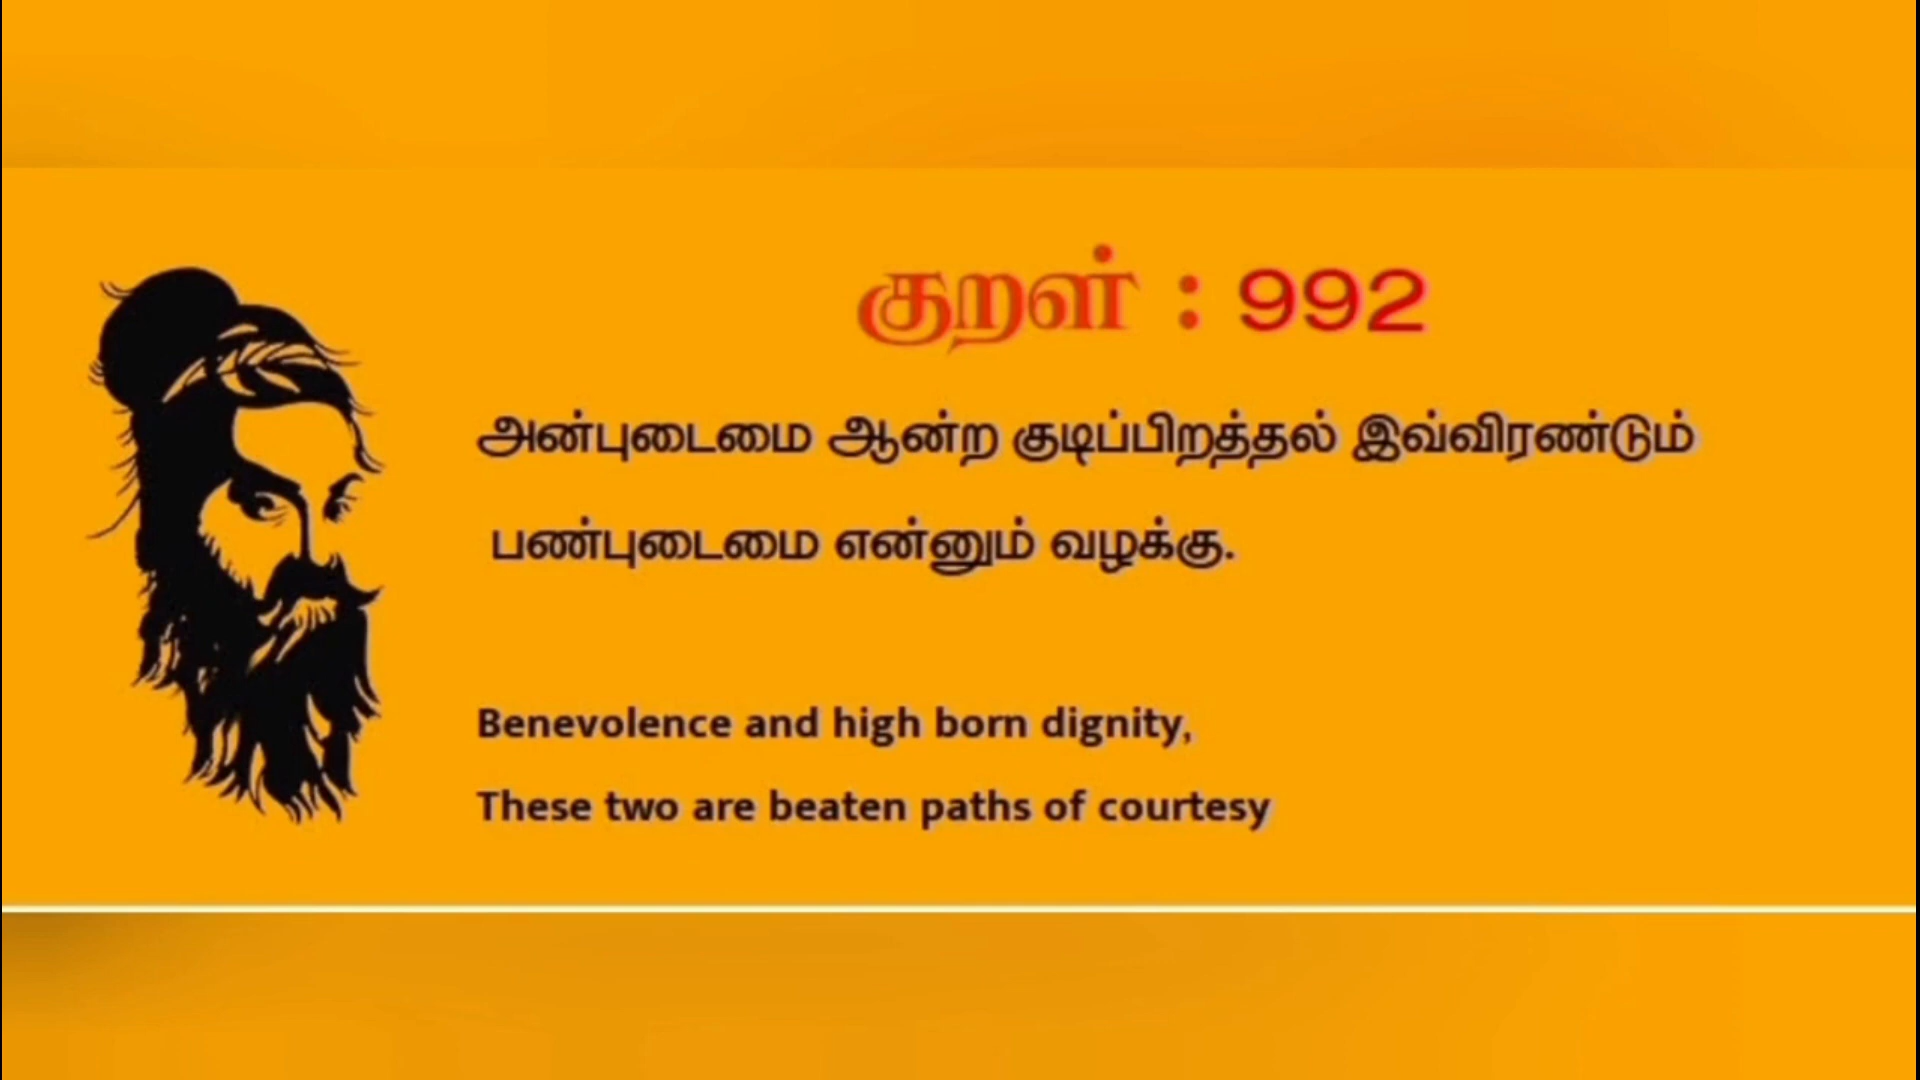 குறள் : 992
அன்புடைமை ஆன்ற குடிப்பிறத்தல் இவ்விரண்டும்
பண்புடைமை என்னும் வழக்கு.
Benevolence and high born dignity,
These two are beaten paths of courtesy